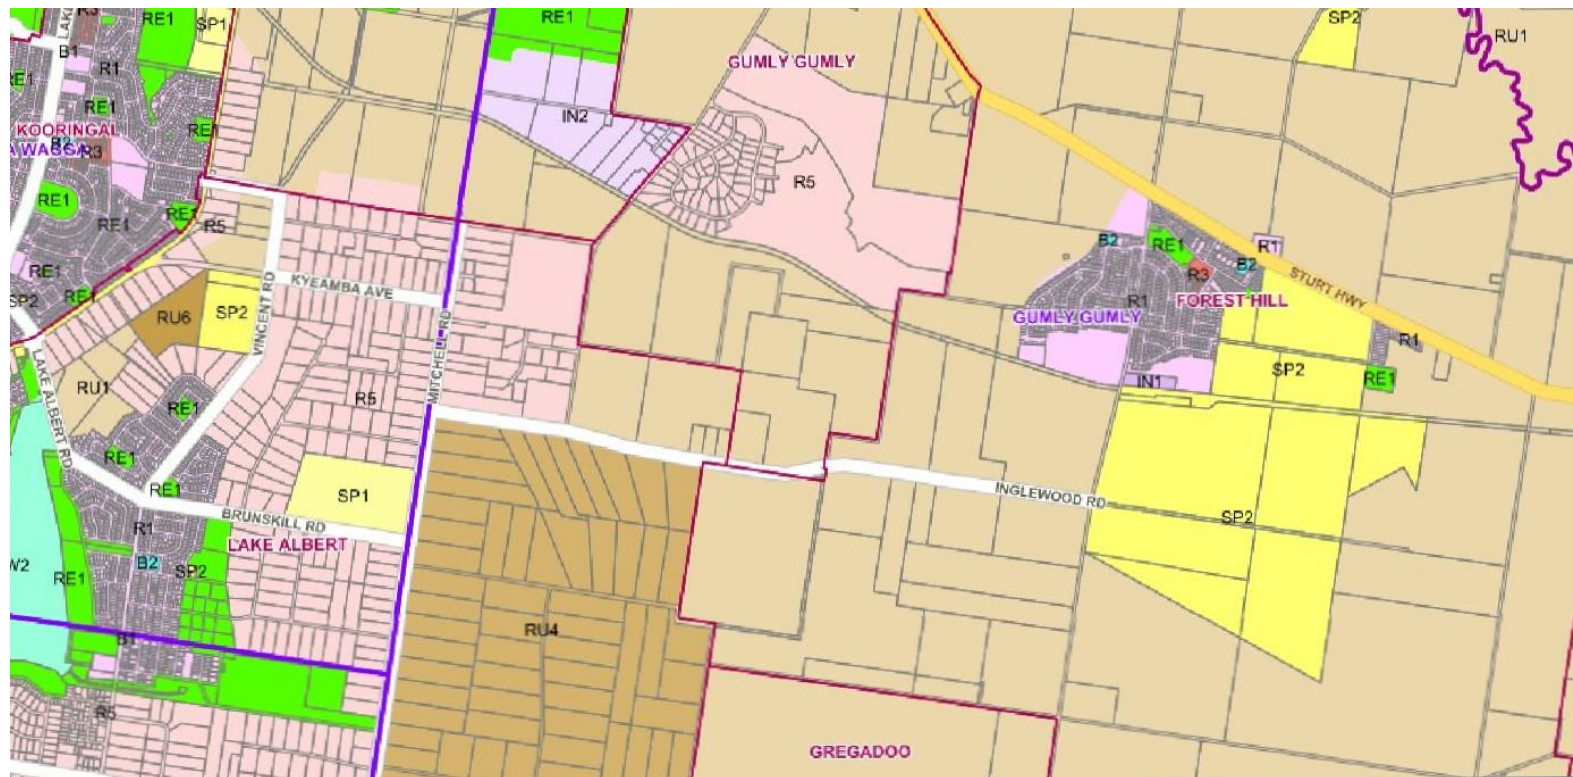 RE1
SP1
RE1
SP2
RU1
R3
B1
R1
RE1
GUMLY GUMLY
RE1
IN2
RE1
KOORINGAL
B2
R3
R5
RE1
RE1
RE1
R5
B2
RE1
R1
B2
R3
RE1
KYEAMBA AVE
STURT HWY
R1
FOREST HILL
GUMLY GUMLY
SP2
RE1
RU6
SP2
VINCENT RD
MITCHELL RD
R1
LAKE ALBERT RD
RU1
R5
SP2
IN1
RE1
RE1
RE1
RE1
SP1
INGLEWOOD RD
SP2
BRUNSKILL RD
R1
LAKE ALBERT
B2
SP2
RE1
RU4
B1
R5
GREGADOO